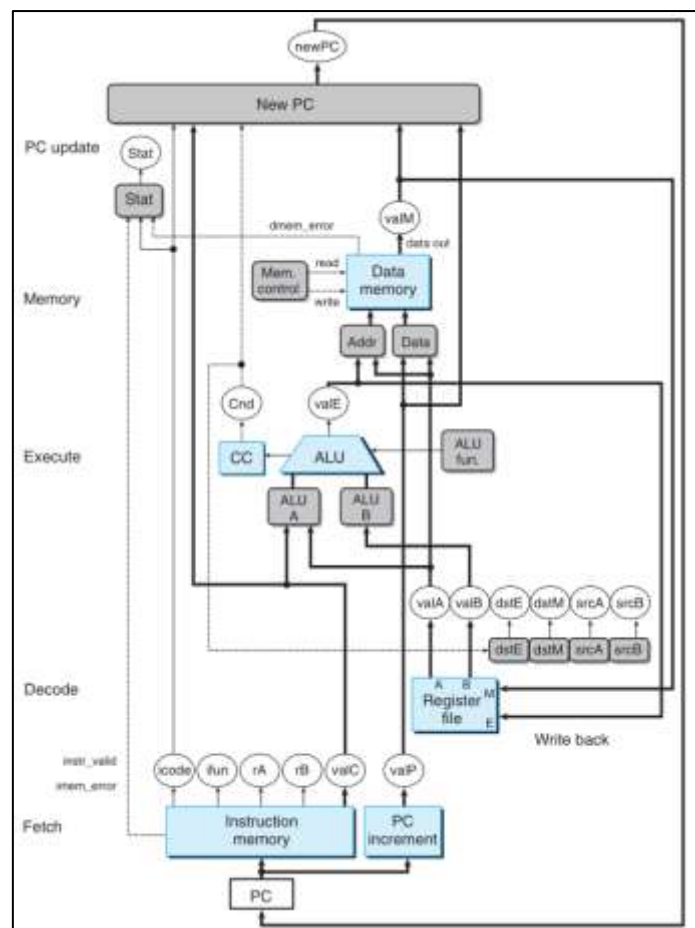 newPC
New PC
PC update
Stat
Stat
valM
data out
dmem_error
read
Mem.
control
write
Data
memory
Memory
Addr
Data
Cnd
valE
CC
ALU
ALU
fun.
Execute
ALU
A
ALU
B
valA
valB
dstE
dstM
srcA
srcB
dstE
dstM
srcA
srcB
Decode
A
B
M
Register
file
E
Write back
instr_valid
imem_error
icode
ifun
rA
rB
valC
valP
Fetch
Instruction
memory
PC
increment
PC